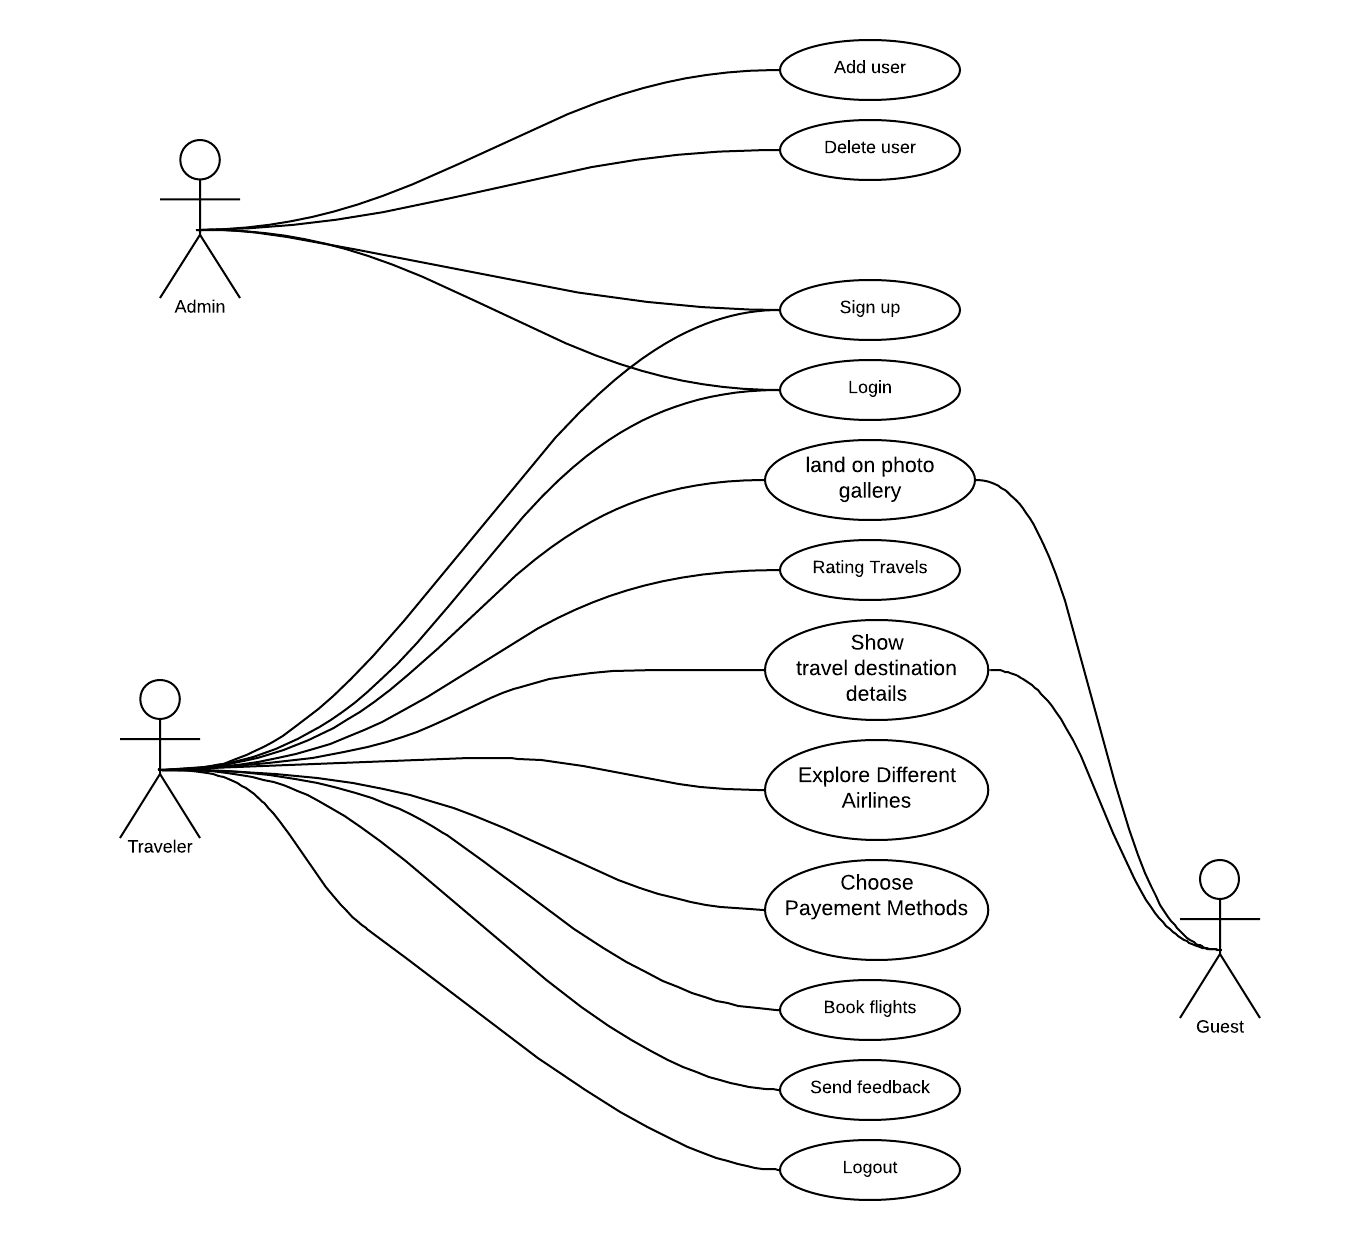 Add user
Delete user
Admin
Sign up
Login
land on photo
gallery
Rating Travels
Show
travel destination
details
Explore Different
Airlines
Traveler
Choose
Payement Methods
Book flights
Guest
Send feedback
Logout